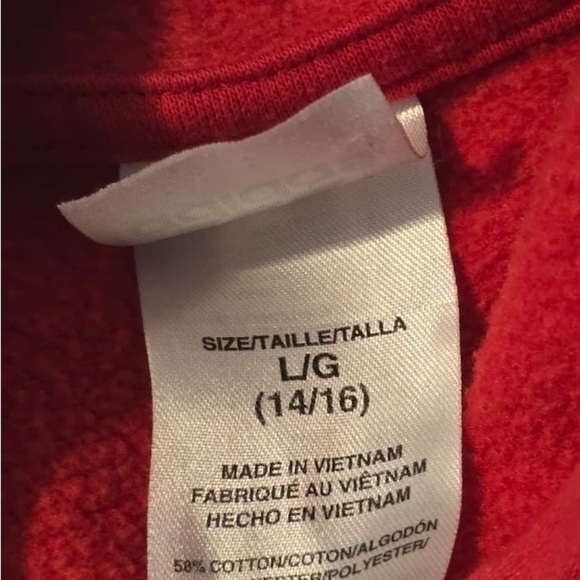 SIZE/TAILLE/TALLA
L/G
(14/16)
MADE IN VIETNAM
FABRIQUÉ AU VIÊTNAM
HECHO EN VIETNAM
58% COTTON/COTON/ALGODÓN
POLYESTER/